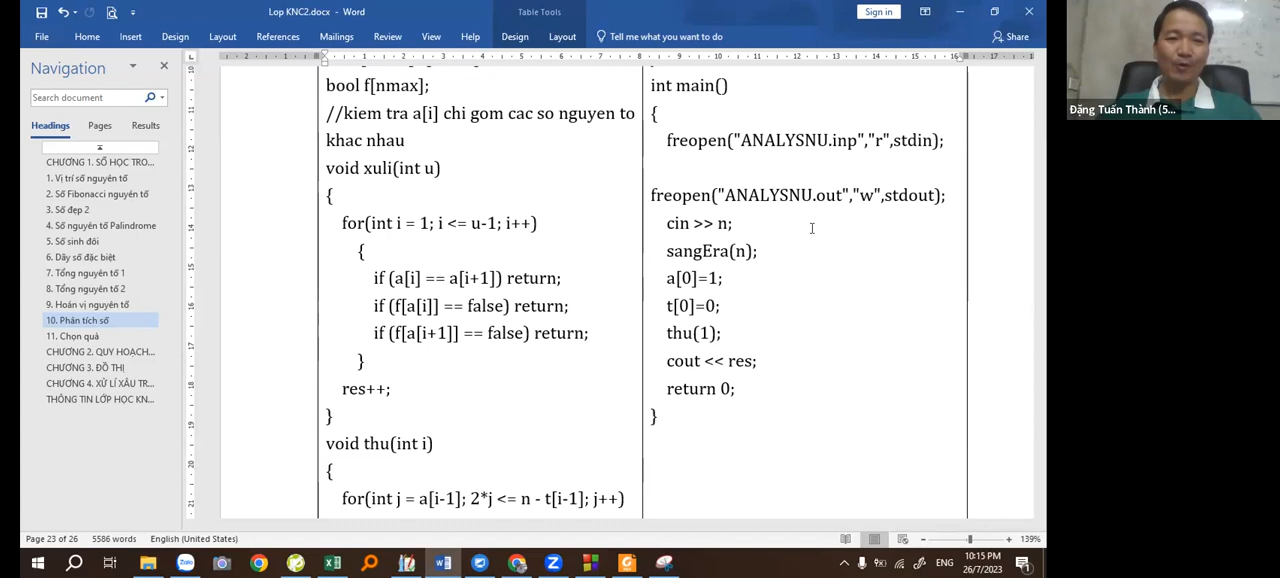 Lop KNC2.docx - Word
Table Tools
Sign in
File Home Insert Design Layout References Mailings Review View Help Design Layout Tell me what you want to do Share
Navigation
Search document
Headings Pages Results
CHƯƠNG 1. SỐ HỌC TRO...
1. Vị trí số nguyên tố
2. Số Fibonacci nguyên tố
3. Số đẹp 2
4. Số nguyên tố Palindrome
5. Số sinh đôi
6. Dãy số đặc biệt
7. Tổng nguyên tố 1
8. Tổng nguyên tố 2
9. Hoán vị nguyên tố
10. Phân tích số
11. Chọn quà
CHƯƠNG 2. QUY HOẠCH...
CHƯƠNG 3. ĐỒ THỊ
CHƯƠNG 4. XỬ LÍ XÂU TR...
THÔNG TIN LỚP HỌC KN...
bool f[nmax];
//kiem tra a[i] chi gom cac so nguyen to
khac nhau
void xuli(int u)
{
for(int i = 1; i <= u-1; i++)
{
if (a[i] == a[i+1]) return;
if (f[a[i]] == false) return;
if (f[a[i+1]] == false) return;
}
res++;
}
void thu(int i)
{
for(int j = a[i-1]; 2*j <= n - t[i-1]; j++)
int main()
{
freopen("ANALYSNU.inp","r",stdin);
freopen("ANALYSNU.out","w",stdout);
cin >> n;
sangEra(n);
a[0]=1;
t[0]=0;
thu(1);
cout << res;
return 0;
}
Đặng Tuấn Thành (5...
Page 23 of 26 5586 words English (United States) 139%
ENG
10:15 PM
26/7/2023